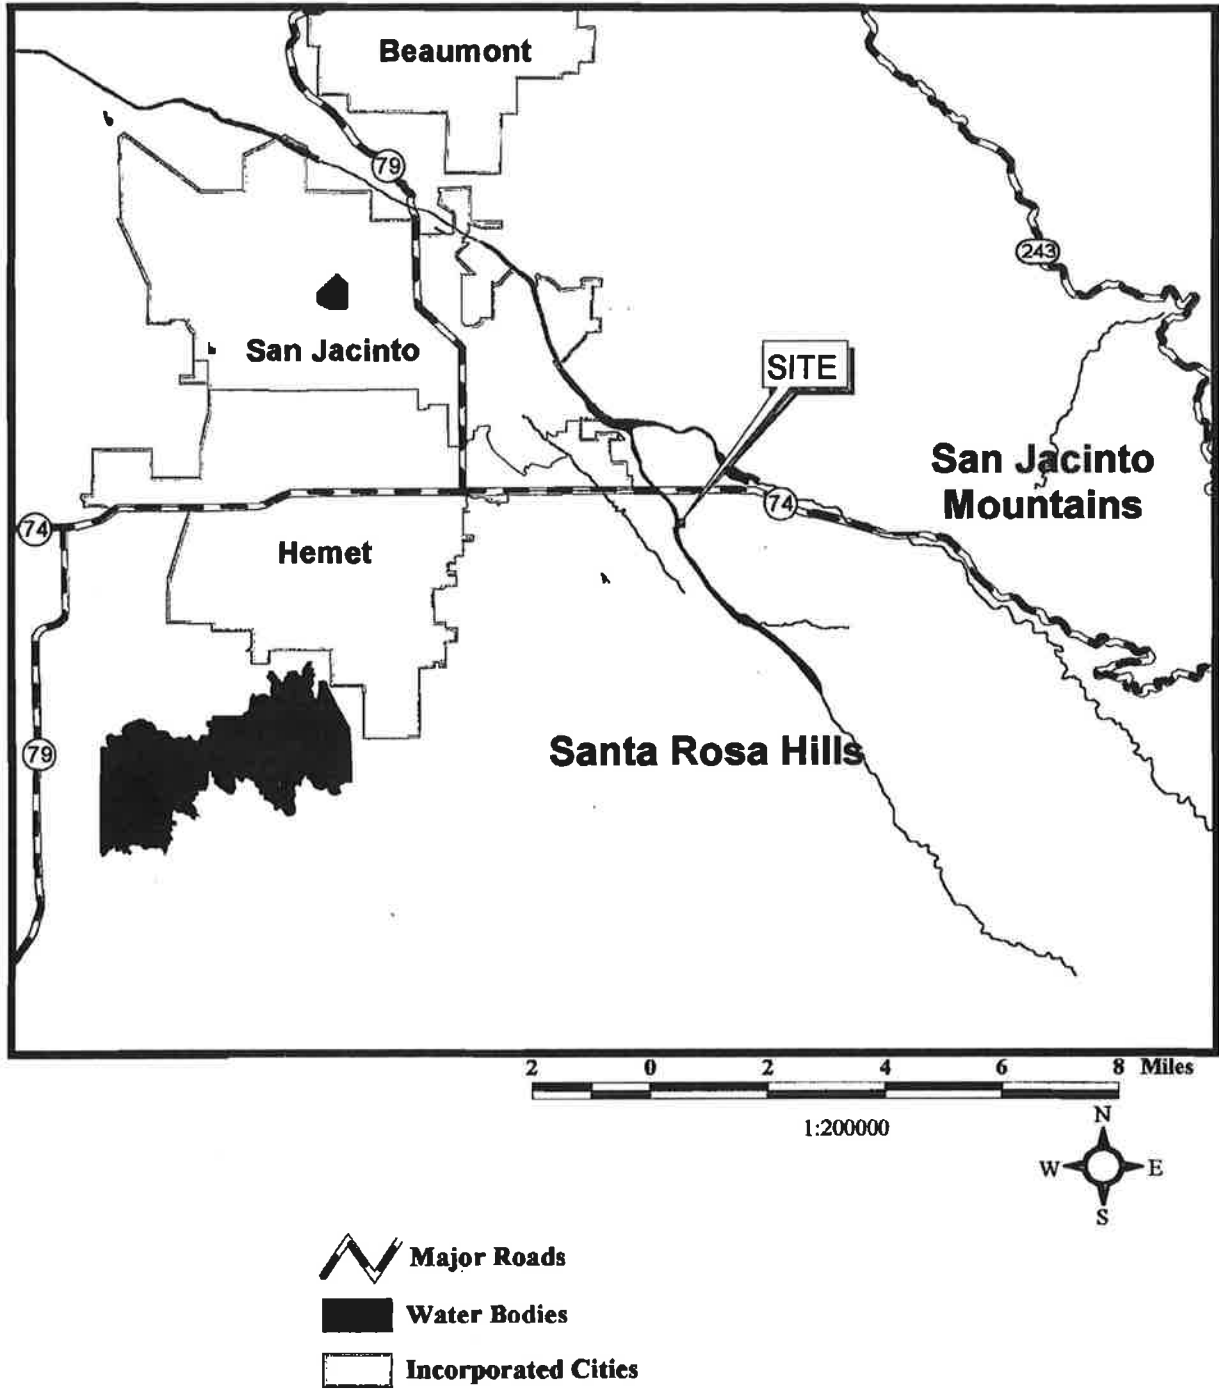 Beaumont
79
243
San Jacinto
SITE
San Jacinto
Mountains
74
74
Hemet
79
Santa Rosa Hills
2 0 2 4 6 8 Miles
1:200000
N
W E
S
Major Roads
Water Bodies
Incorporated Cities